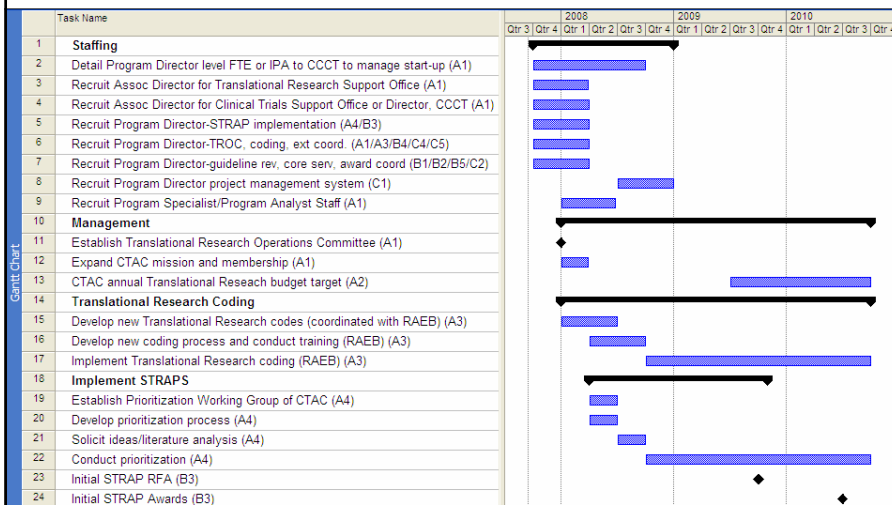 Task Name
2008 2009 2010
Qtr 3 Qtr 4 Qtr 1 Qtr 2 Qtr 3 Qtr 4 Qtr 1 Qtr 2 Qtr 3 Qtr 4 Qtr 1 Qtr 2 Qtr 3 Qtr 4
Gantt Chart
1 Staffing
2 Detail Program Director level FTE or IPA to CCCT to manage start-up (A1)
3 Recruit Assoc Director for Translational Research Support Office (A1)
4 Recruit Assoc Director for Clinical Trials Support Office or Director, CCCT (A1)
5 Recruit Program Director-STRAP implementation (A4/B3)
6 Recruit Program Director-TROC, coding, ext coord. (A1/A3/B4/C4/C5)
7 Recruit Program Director-guideline rev, core serv, award coord (B1/B2/B5/C2)
8 Recruit Program Director project management system (C1)
9 Recruit Program Specialist/Program Analyst Staff (A1)
10 Management
11 Establish Translational Research Operations Committee (A1)
12 Expand CTAC mission and membership (A1)
13 CTAC annual Translational Reseach budget target (A2)
14 Translational Research Coding
15 Develop new Translational Research codes (coordinated with RAEB) (A3)
16 Develop new coding process and conduct training (RAEB) (A3)
17 Implement Translational Research coding (RAEB) (A3)
18 Implement STRAPS
19 Establish Prioritization Working Group of CTAC (A4)
20 Develop prioritization process (A4)
21 Solicit ideas/literature analysis (A4)
22 Conduct prioritization (A4)
23 Initial STRAP RFA (B3)
24 Initial STRAP Awards (B3)